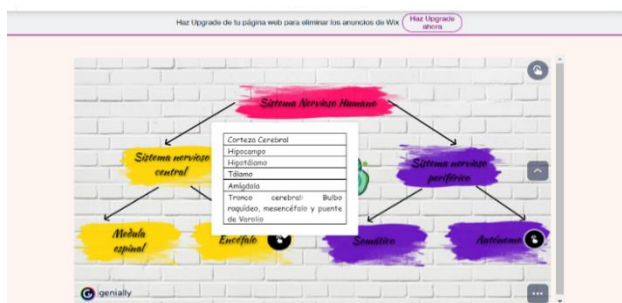 Haz Upgrade de tu página web para eliminar los anuncios de Wix
Haz Upgrade
ahora
Sistema Nervioso Humano
Sistema nervioso
central
Corteza Cerebral
Hipocampo
Hipotálamo
Tálamo
Amígdala
Tronco cerebral: Bulbo
raquídeo, mesencéfalo y puente
de Varolio
Sistema nervioso
periférico
Medula
espinal
Encéfalo
Somático
Autónomo
genially